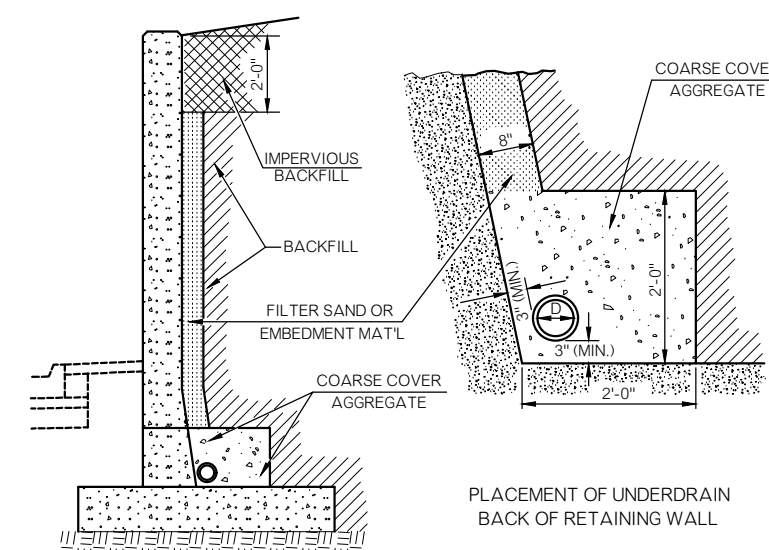 2'-0"
IMPERVIOUS
BACKFILL
BACKFILL
FILTER SAND OR
EMBEDMENT MAT'L
COARSE COVER
AGGREGATE
COARSE COVE
AGGREGATE
8"
3" (MIN.)
D
3" (MIN.)
2'-0"
2'-0"
PLACEMENT OF UNDERDRAIN
BACK OF RETAINING WALL